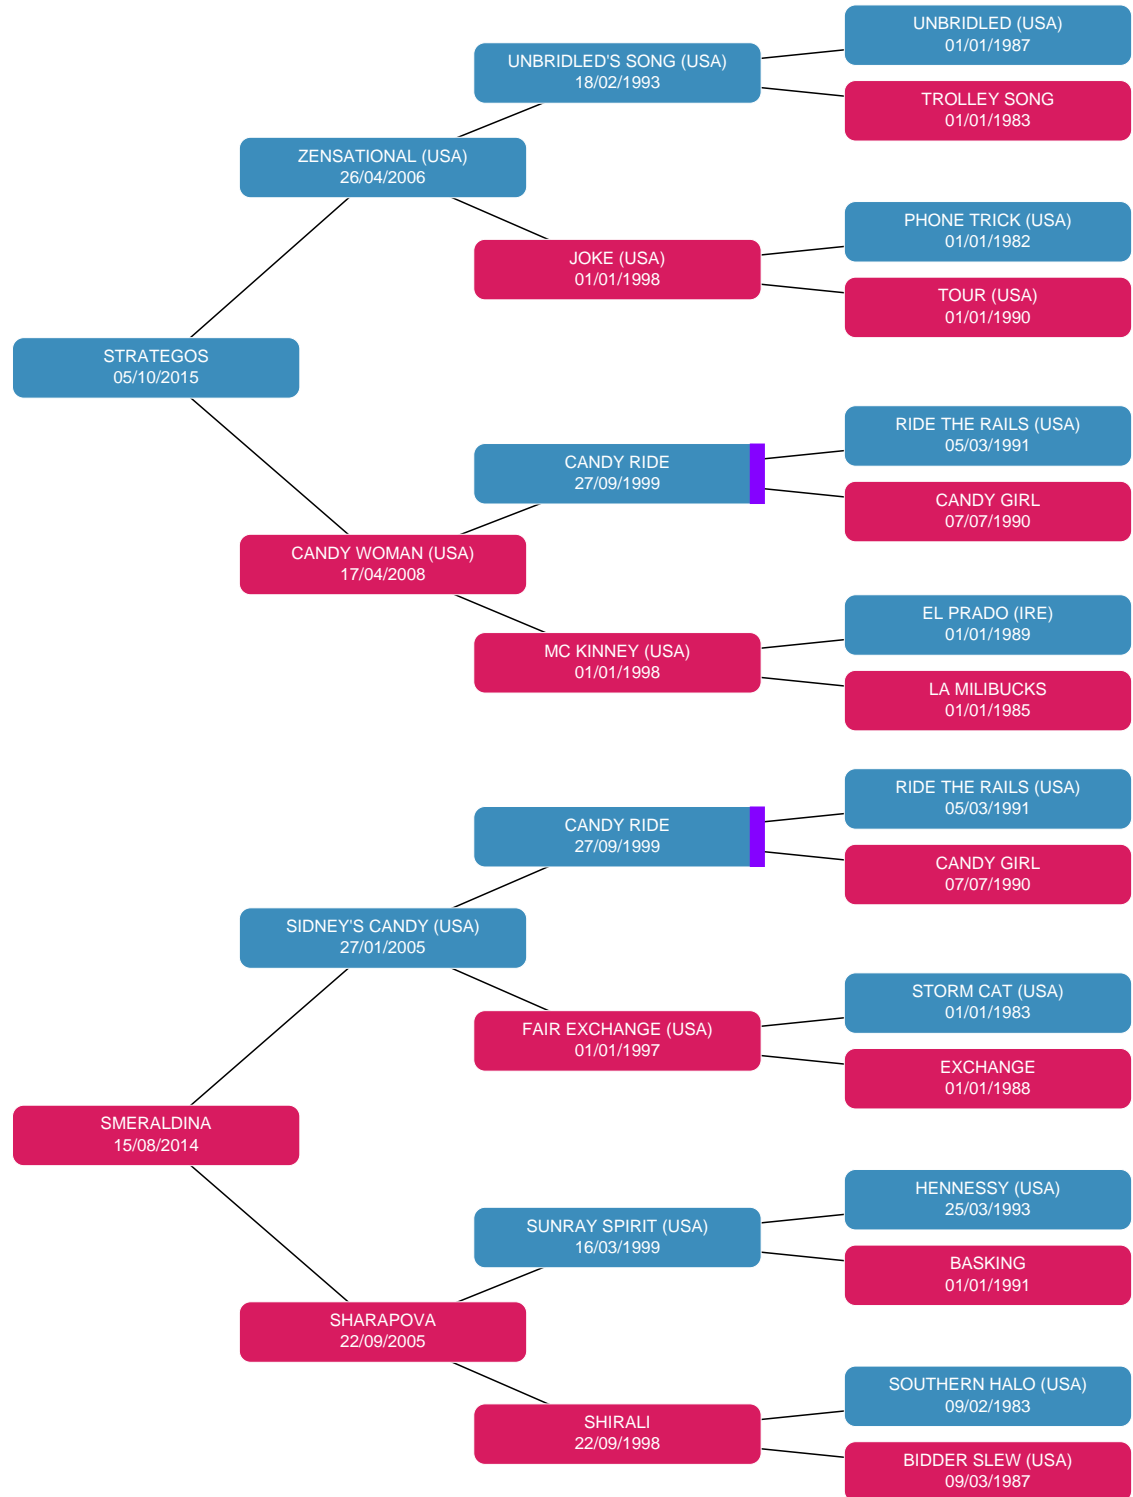 UNBRIDLED (USA)
01/01/1987
UNBRIDLED'S SONG (USA)
18/02/1993
TROLLEY SONG
01/01/1983
ZENSATIONAL (USA)
26/04/2006
PHONE TRICK (USA)
01/01/1982
JOKE (USA)
01/01/1998
TOUR (USA)
01/01/1990
STRATEGOS
05/10/2015
RIDE THE RAILS (USA)
05/03/1991
CANDY RIDE
27/09/1999
CANDY GIRL
07/07/1990
CANDY WOMAN (USA)
17/04/2008
EL PRADO (IRE)
01/01/1989
MC KINNEY (USA)
01/01/1998
LA MILIBUCKS
01/01/1985
RIDE THE RAILS (USA)
05/03/1991
CANDY RIDE
27/09/1999
CANDY GIRL
07/07/1990
SIDNEY'S CANDY (USA)
27/01/2005
STORM CAT (USA)
01/01/1983
FAIR EXCHANGE (USA)
01/01/1997
EXCHANGE
01/01/1988
SMERALDINA
15/08/2014
HENNESSY (USA)
25/03/1993
SUNRAY SPIRIT (USA)
16/03/1999
BASKING
01/01/1991
SHARAPOVA
22/09/2005
SOUTHERN HALO (USA)
09/02/1983
SHIRALI
22/09/1998
BIDDER SLEW (USA)
09/03/1987